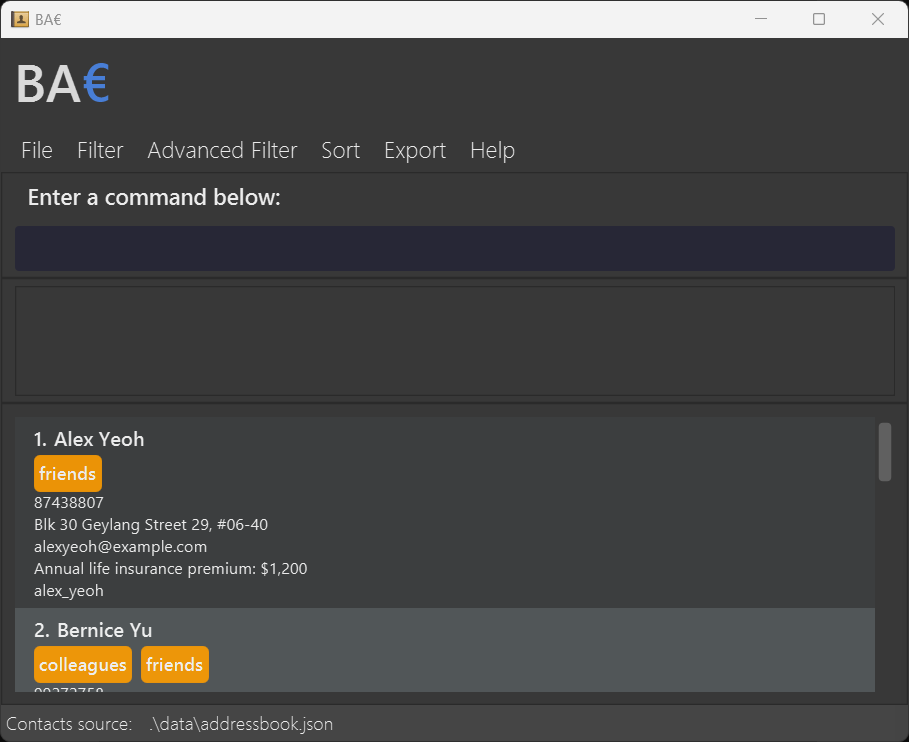 BA€
BA€
File Filter Advanced Filter Sort Export Help
Enter a command below:
1. Alex Yeoh
friends
87438807
Blk 30 Geylang Street 29, #06-40
alexyeoh@example.com
Annual life insurance premium: $1,200
alex_yeoh
2. Bernice Yu
colleagues friends
Contacts source: .\data\addressbook.json